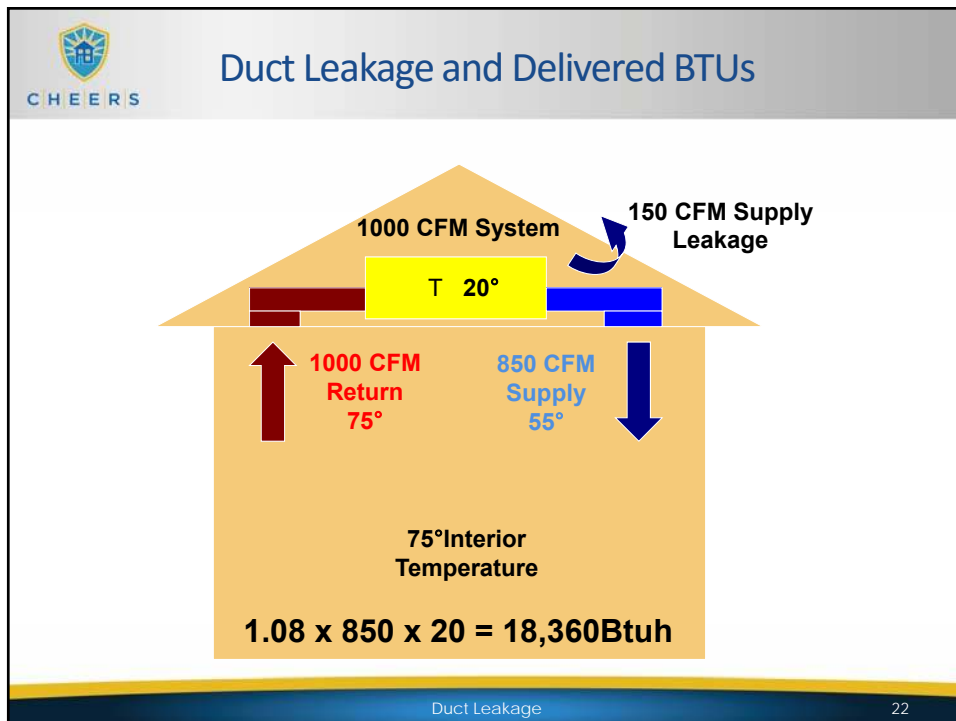 C|H|E|E|R|S
Duct Leakage and Delivered BTUs
1000 CFM System
150 CFM Supply
Leakage
T 20°
1000 CFM
Return
75°
850 CFM
Supply
55°
75°Interior
Temperature
1.08 x 850 x 20 = 18,360Btuh
Duct Leakage
22